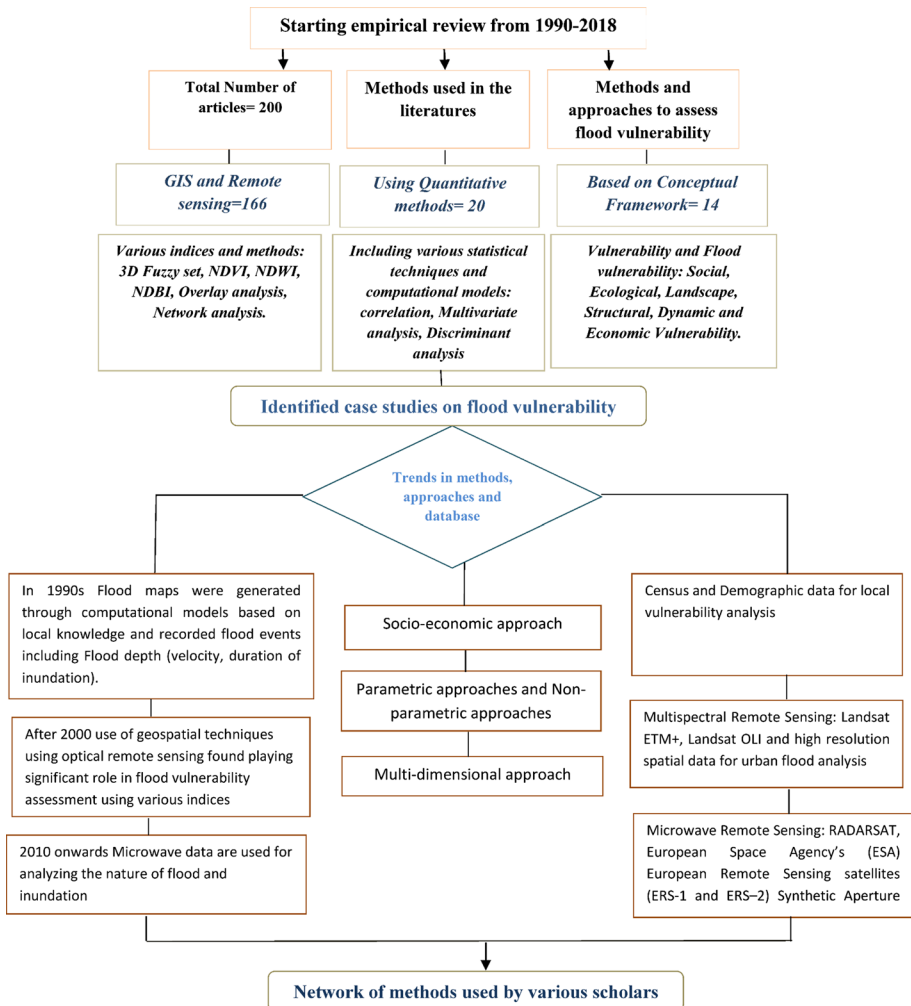 Starting empirical review from 1990-2018
Total Number of
articles= 200
Methods used in the
literatures
Methods and
approaches to assess
flood vulnerability
GIS and Remote
sensing=166
Using Quantitative
methods= 20
Based on Conceptual
Framework= 14
Various indices and methods:
3D Fuzzy set, NDVI, NDWI,
NDBI, Overlay analysis,
Network analysis.
Including various statistical
techniques and
computational models:
correlation, Multivariate
analysis, Discriminant
analysis
Vulnerability and Flood
vulnerability: Social,
Ecological, Landscape,
Structural, Dynamic and
Economic Vulnerability.
Identified case studies on flood vulnerability
Trends in methods,
approaches and
database
In 1990s Flood maps were generated
through computational models based on
local knowledge and recorded flood events
including Flood depth (velocity, duration of
inundation).
After 2000 use of geospatial techniques
using optical remote sensing found playing
significant role in flood vulnerability
assessment using various indices
2010 onwards Microwave data are used for
analyzing the nature of flood and
inundation
Socio-economic approach
Parametric approaches and Non-
parametric approaches
Multi-dimensional approach
Census and Demographic data for local
vulnerability analysis
Multispectral Remote Sensing: Landsat
ETM+, Landsat OLI and high resolution
spatial data for urban flood analysis
Microwave Remote Sensing: RADARSAT,
European Space Agency's (ESA)
European Remote Sensing satellites
(ERS-1 and ERS–2) Synthetic Aperture
Network of methods used by various scholars